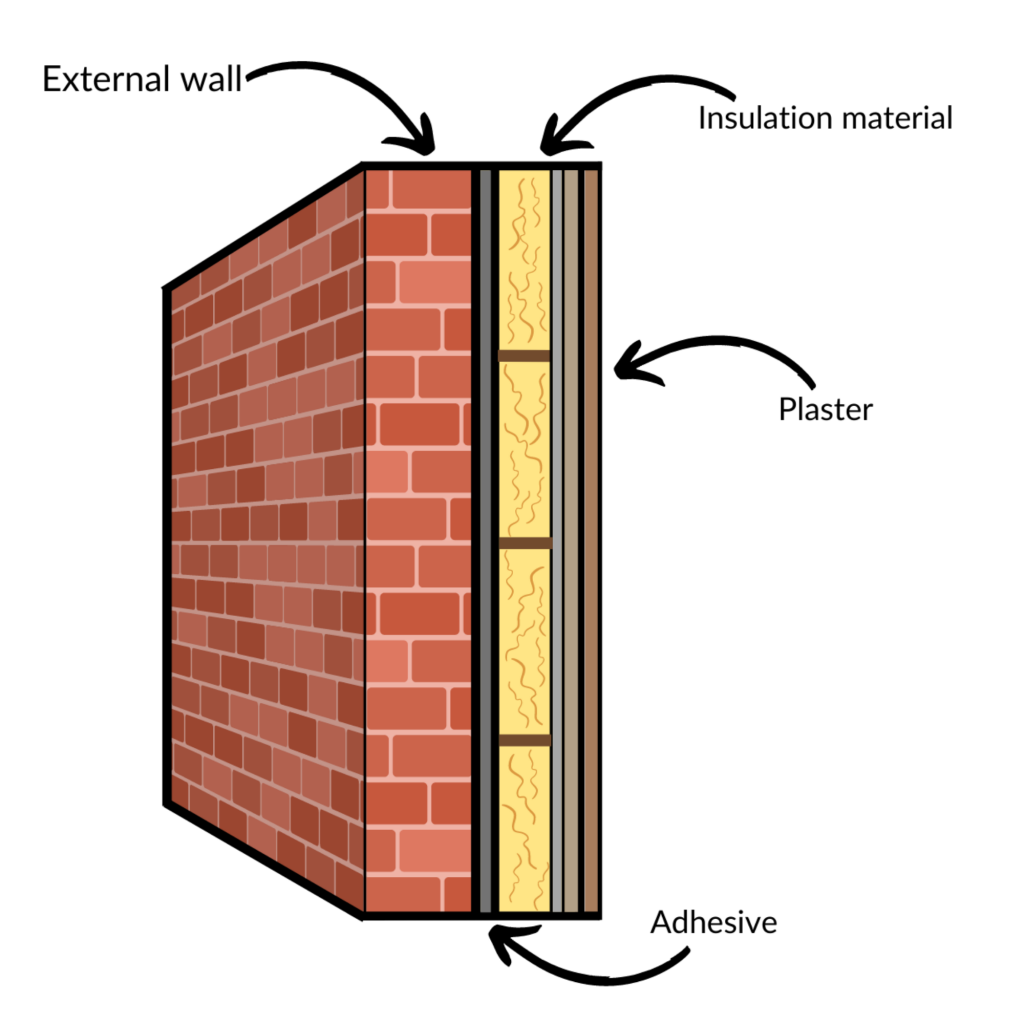 External wall
Insulation material
Plaster
Adhesive